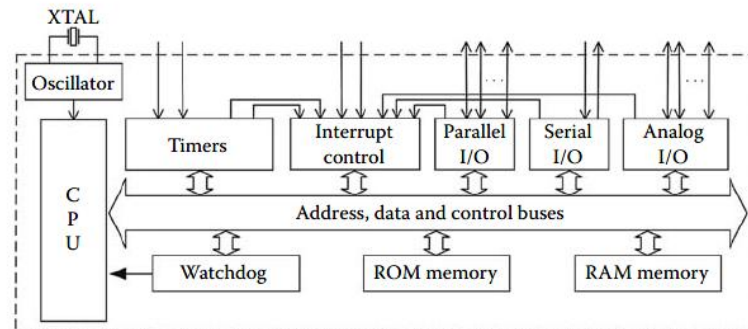 XTAL
Oscillator
Timers
Interrupt
control
Parallel
I/O
Serial
I/O
Analog
I/O
C
P
U
Address, data and control buses
Watchdog
ROM memory
RAM memory